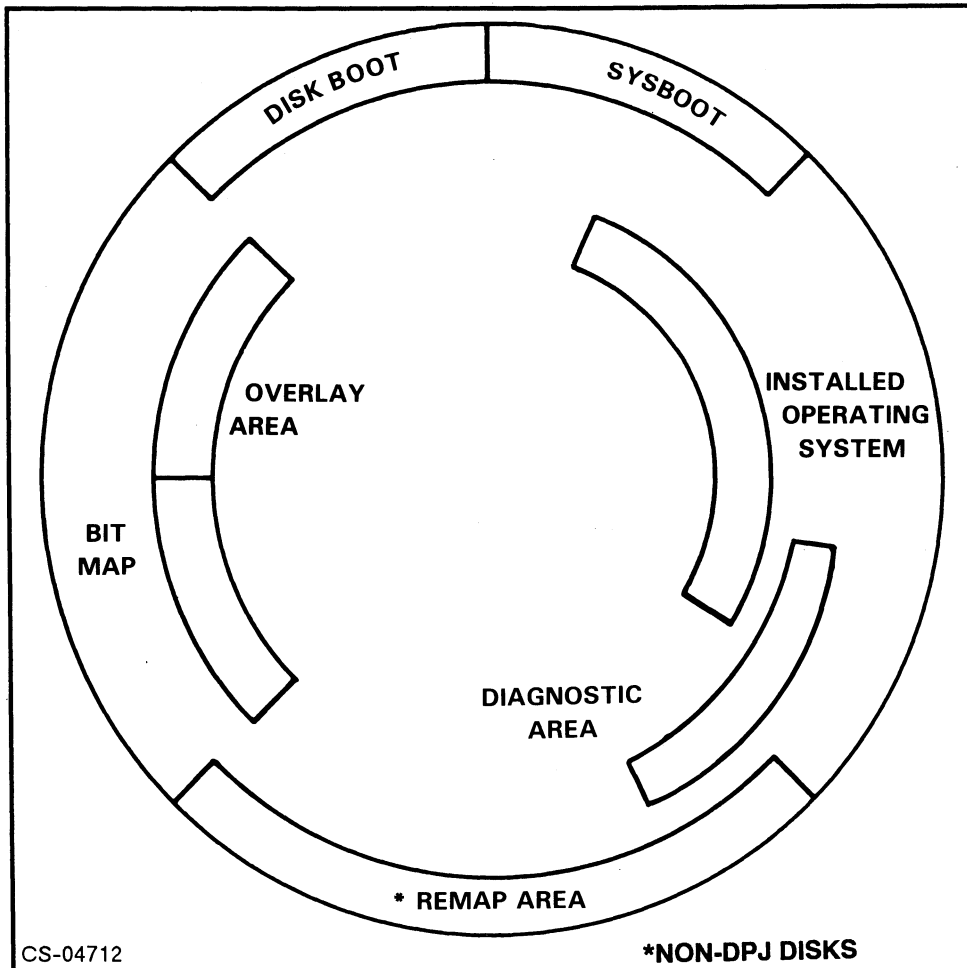 DISK BOOT
SYSBOOT
OVERLAY
AREA
INSTALLED
OPERATING
SYSTEM
BIT
MAP
DIAGNOSTIC
AREA
* REMAP AREA
CS-04712
*NON-DPJ DISKS